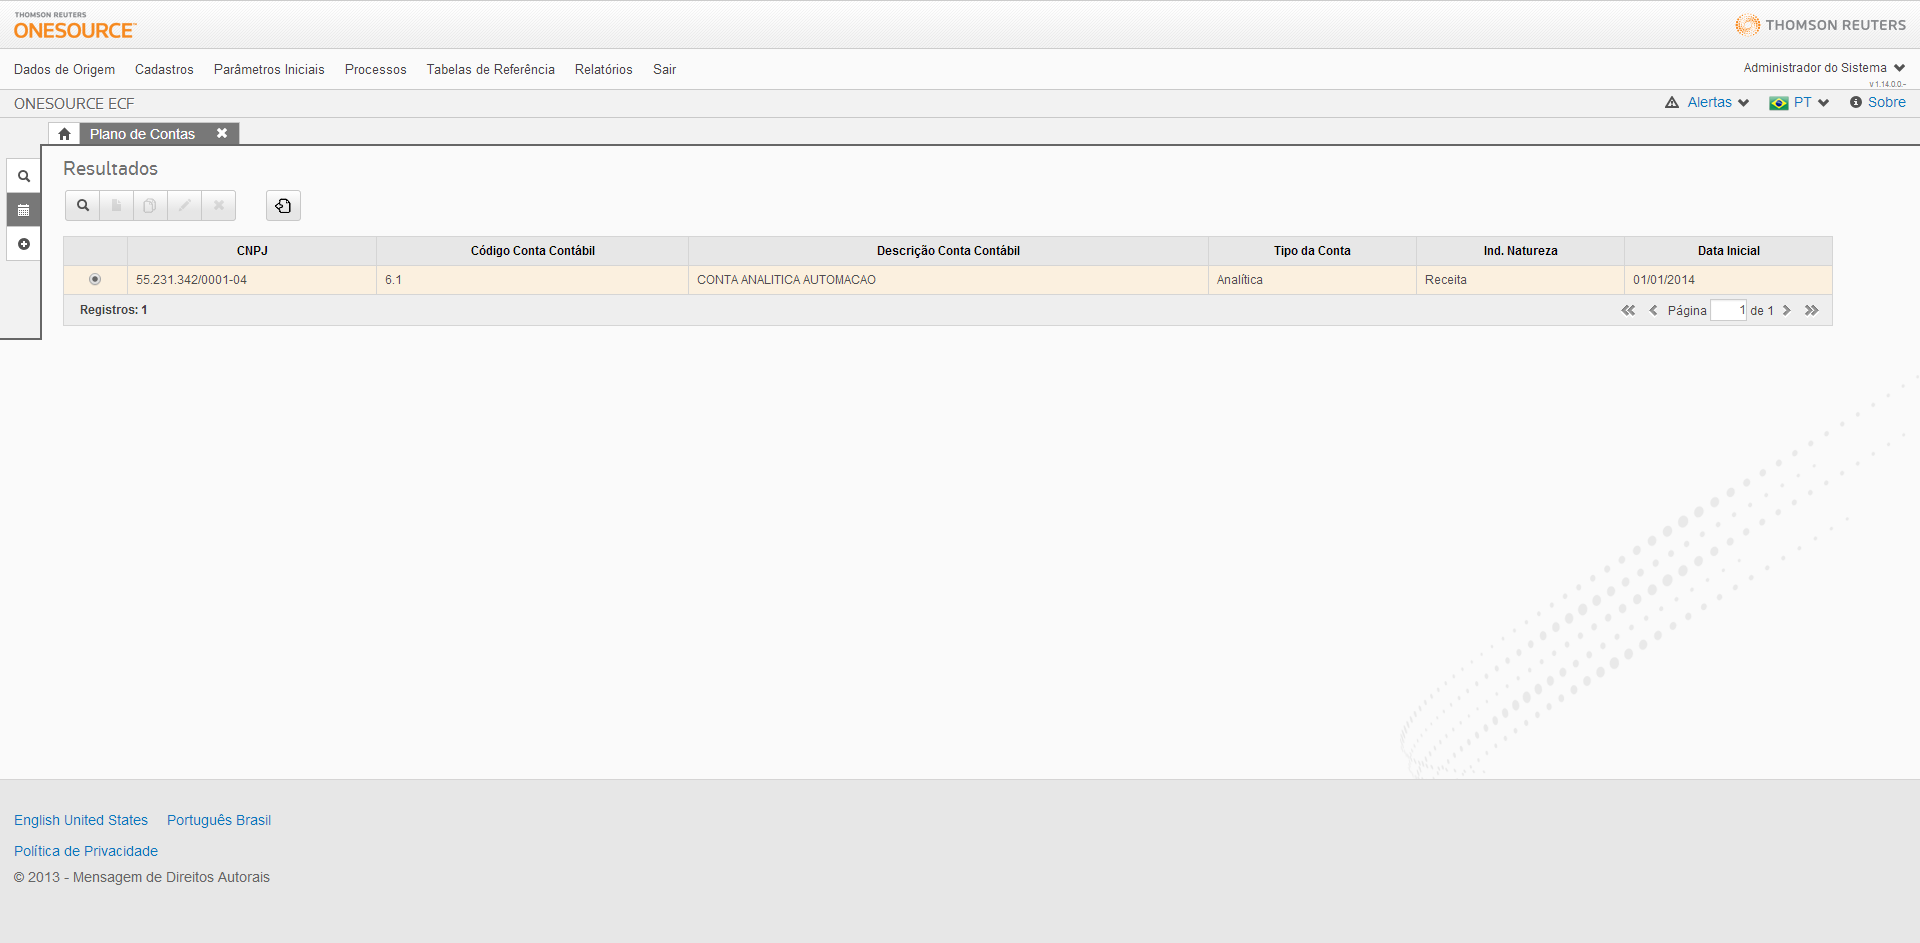 THOMSON REUTERS
ONESOURCE™
THOMSON REUTERS
Dados de Origem Cadastros Parâmetros Iniciais Processos Tabelas de Referência Relatórios Sair
Administrador do Sistema
v 1.14.0.0.-
ONESOURCE ECF
Alertas PT Sobre
Plano de Contas
Resultados
CNPJ Código Conta Contábil Descrição Conta Contábil Tipo da Conta Ind. Natureza Data Inicial
55.231.342/0001-04 6.1 CONTA ANALITICA AUTOMACAO Analítica Receita 01/01/2014
Registros: 1
Página 1 de 1
English United States Português Brasil
Política de Privacidade
© 2013 - Mensagem de Direitos Autorais